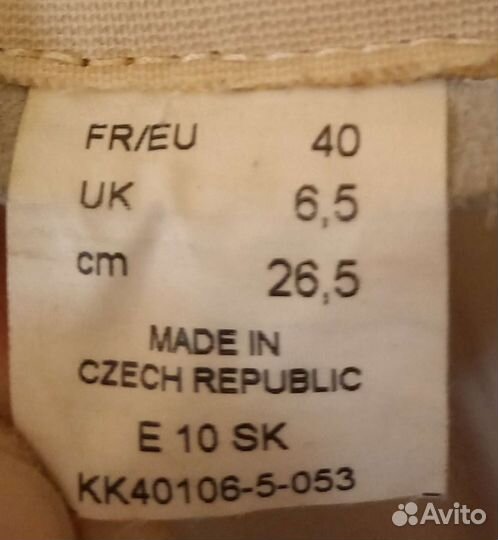 FR/EU 40
UK 6,5
cm 26,5
MADE IN
CZECH REPUBLIC
E 10 SK
KK40106-5-053
Avito